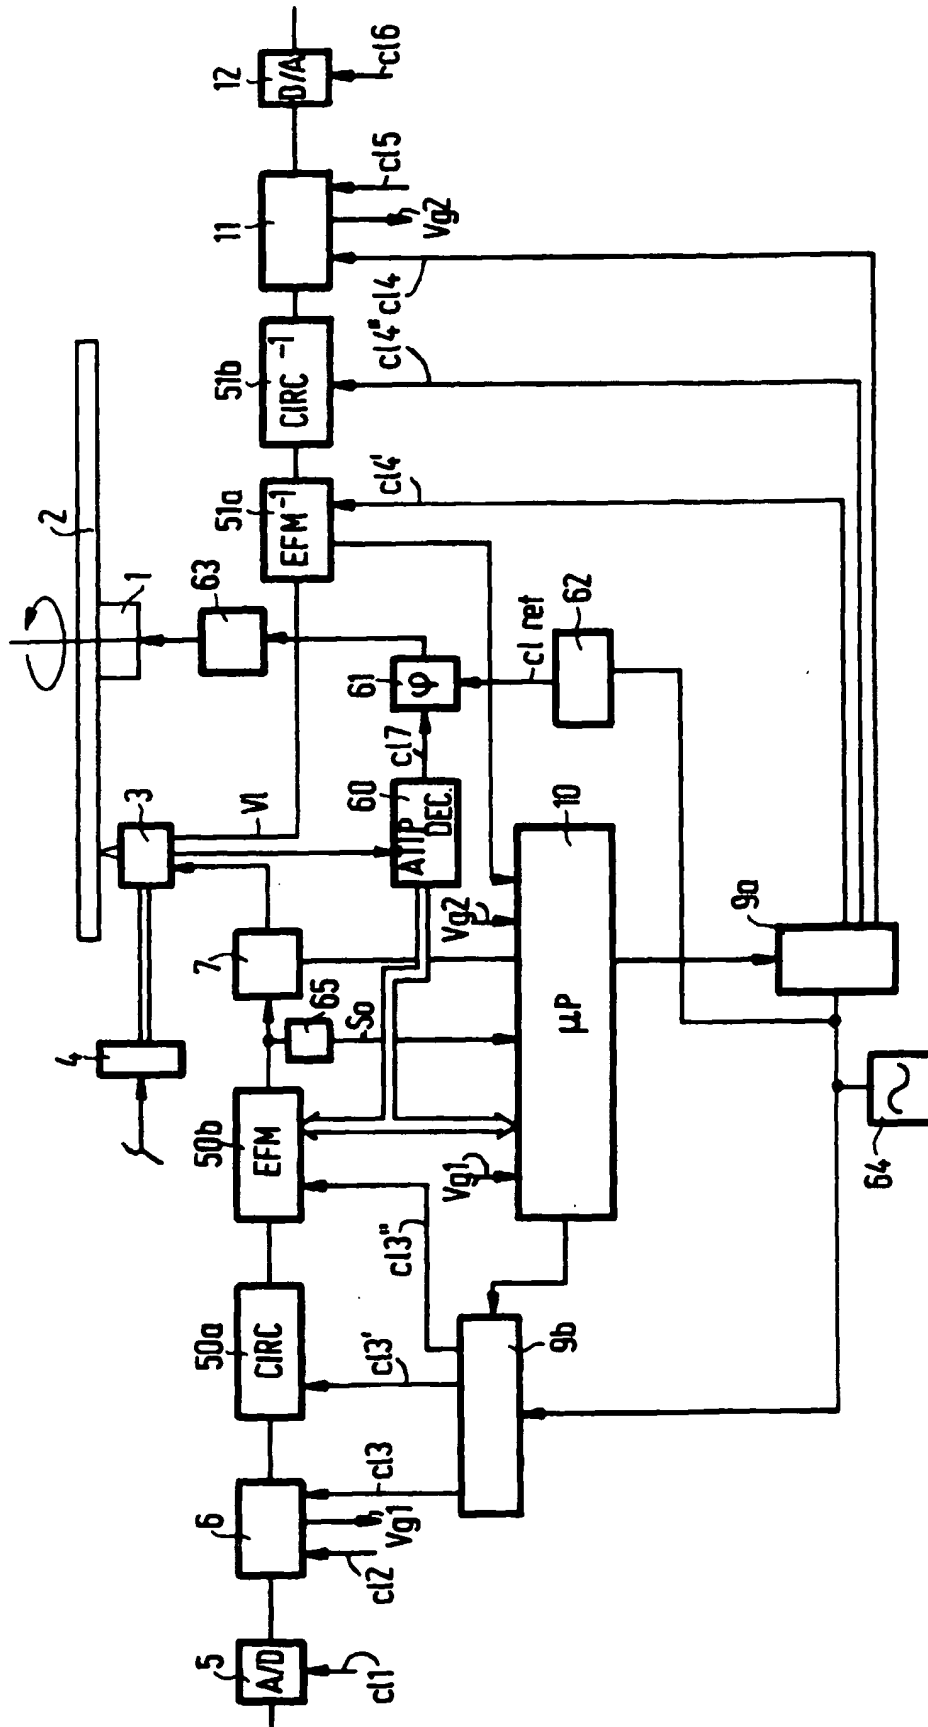 12
D/A
cl6
11
cl5
Vg2
cl4
51b
CIRC⁻¹
cl4"
51a
EFM⁻¹
cl4'
2
1
63
61
φ
cl ref
62
cl7
3
Vl
60
ATIP
DEC.
10
µP
Vg2
9a
7
65
So
4
50b
EFM
Vg1
64
cl3"
50a
CIRC
cl3'
9b
6
cl3
Vg1
cl2
5
A/D
cl1